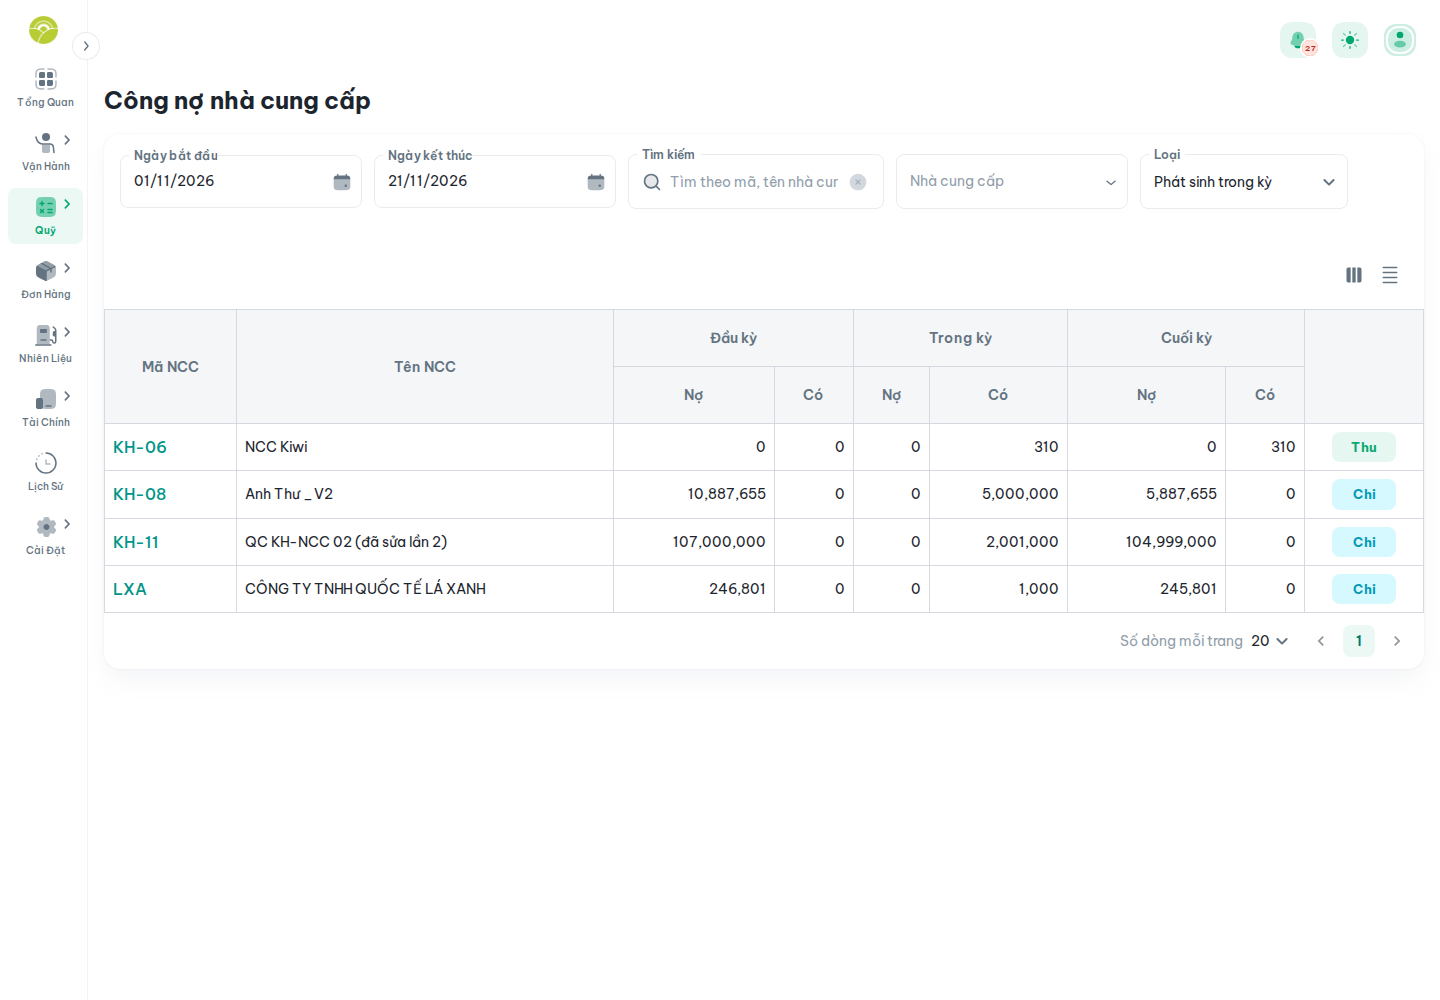 27
Tổng Quan
Vận Hành
Quỹ
Đơn Hàng
Nhiên Liệu
Tài Chính
Lịch Sử
Cài Đặt
Công nợ nhà cung cấp
Ngày bắt đầu
01/11/2026
Ngày kết thúc
21/11/2026
Tìm kiếm
Tìm theo mã, tên nhà cur
Nhà cung cấp
Loại
Phát sinh trong kỳ
Mã NCC Tên NCC Đầu kỳ Trong kỳ Cuối kỳ
Nợ Có Nợ Có Nợ Có
KH-06 NCC Kiwi 0 0 0 310 0 310 Thu
KH-08 Anh Thư _ V2 10,887,655 0 0 5,000,000 5,887,655 0 Chi
KH-11 QC KH-NCC 02 (đã sửa lần 2) 107,000,000 0 0 2,001,000 104,999,000 0 Chi
LXA CÔNG TY TNHH QUỐC TẾ LÁ XANH 246,801 0 0 1,000 245,801 0 Chi
Số dòng mỗi trang 20 1